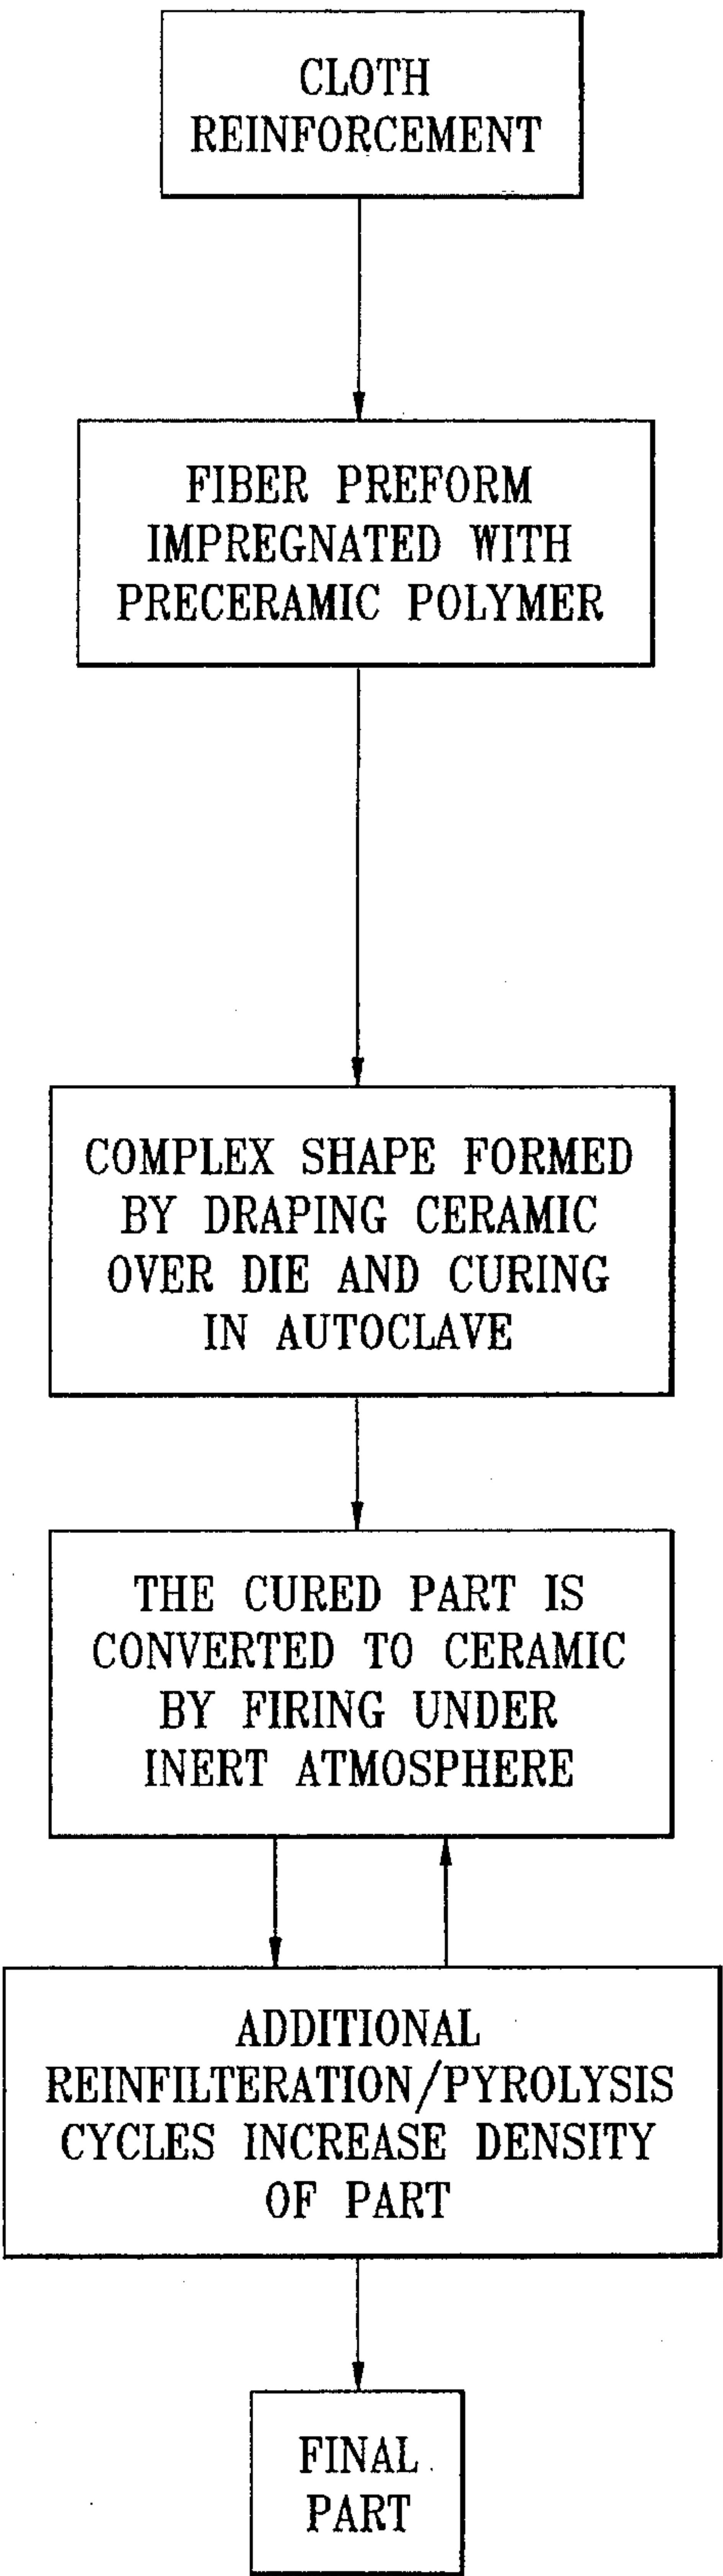 CLOTH
REINFORCEMENT
FIBER PREFORM
IMPREGNATED WITH
PRECERAMIC POLYMER
COMPLEX SHAPE FORMED
BY DRAPING CERAMIC
OVER DIE AND CURING
IN AUTOCLAVE
THE CURED PART IS
CONVERTED TO CERAMIC
BY FIRING UNDER
INERT ATMOSPHERE
ADDITIONAL
REINFILTERATION/PYROLYSIS
CYCLES INCREASE DENSITY
OF PART
FINAL
PART